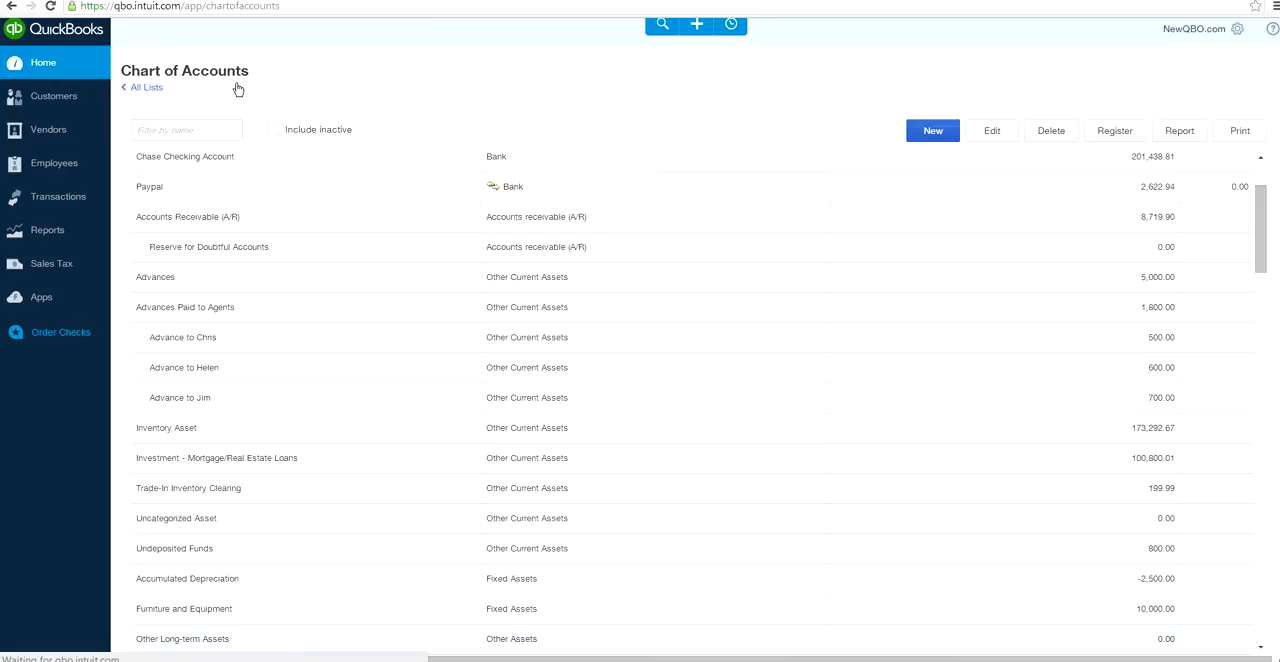 https://qbo.intuit.com/app/chartofaccounts
qb QuickBooks
NewQBO.com
Home
Customers
Vendors
Employees
Transactions
Reports
Sales Tax
Apps
Order Checks
Chart of Accounts
All Lists
Filter by name
Include inactive
New Edit Delete Register Report Print
Chase Checking Account Bank 201,438.81
Paypal Bank 2,622.94 0.00
Accounts Receivable (A/R) Accounts receivable (A/R) 8,719.90
Reserve for Doubtful Accounts Accounts receivable (A/R) 0.00
Advances Other Current Assets 5,000.00
Advances Paid to Agents Other Current Assets 1,800.00
Advance to Chris Other Current Assets 500.00
Advance to Helen Other Current Assets 600.00
Advance to Jim Other Current Assets 700.00
Inventory Asset Other Current Assets 173,292.67
Investment - Mortgage/Real Estate Loans Other Current Assets 100,800.01
Trade-In Inventory Clearing Other Current Assets 199.99
Uncategorized Asset Other Current Assets 0.00
Undeposited Funds Other Current Assets 800.00
Accumulated Depreciation Fixed Assets -2,500.00
Furniture and Equipment Fixed Assets 10,000.00
Other Long-term Assets Other Assets 0.00
Waiting for qbo.intuit.com